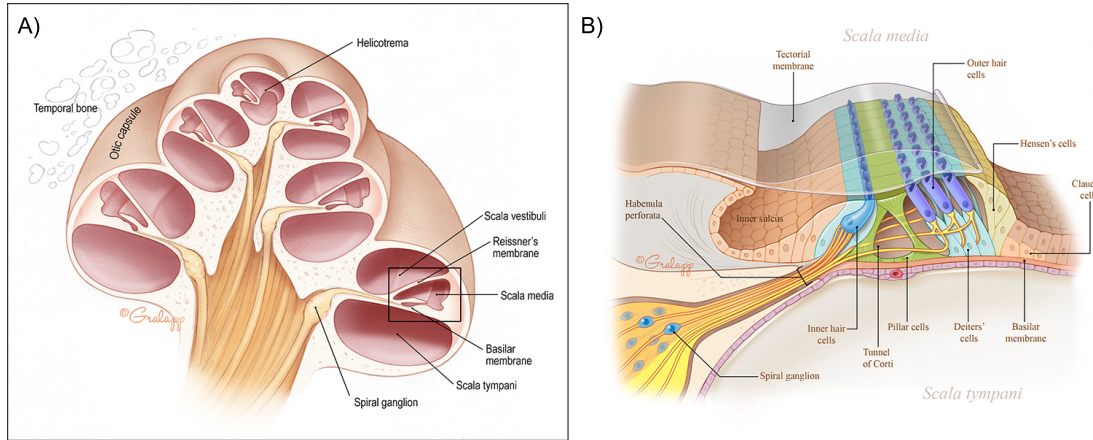 A)
Helicotrema
Temporal bone
Otic capsule
Scala vestibuli
Reissner's
membrane
Scala media
Basilar
membrane
Scala tympani
Spiral ganglion
©Gralapp
B)
Scala media
Tectorial
membrane
Outer hair
cells
Hensen's cells
Claud
cell
Habenula
perforata
Inner sulcus
©Gralapp
Inner hair
cells
Tunnel
of Corti
Pillar cells
Deiters'
cells
Basilar
membrane
Spiral ganglion
Scala tympani